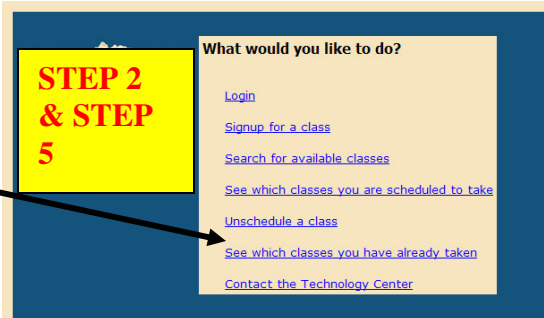 What would you like to do?
STEP 2
& STEP
5
Login
Signup for a class
Search for available classes
See which classes you are scheduled to take
Unschedule a class
See which classes you have already taken
Contact the Technology Center